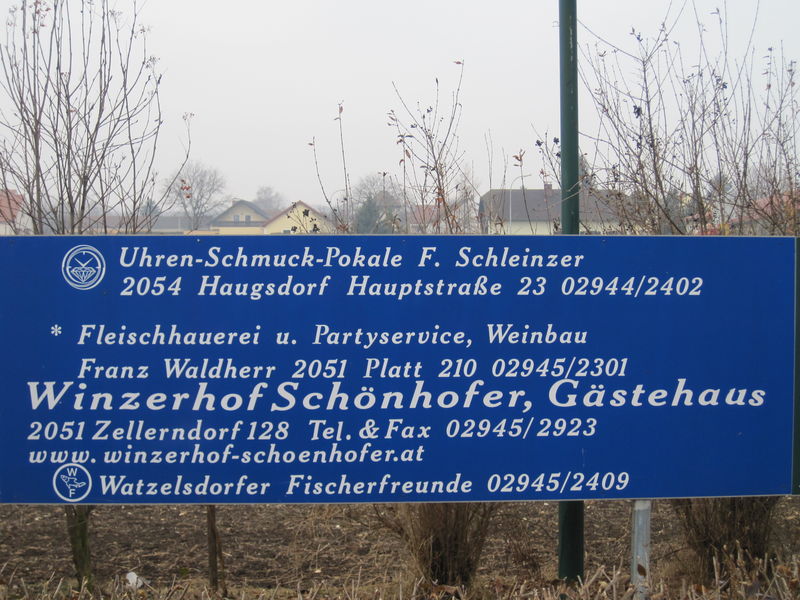 Uhren-Schmuck-Pokale F. Schleinzer
2054 Haugsdorf Hauptstraße 23 02944/2402
* Fleischhauerei u. Partyservice, Weinbau
Franz Waldherr 2051 Platt 210 02945/2301
Winzerhof Schönhofer, Gästehaus
2051 Zellerndorf 128 Tel. & Fax 02945/2923
www.winzerhof-schoenhofer.at
W F
Watzelsdorfer Fischerfreunde 02945/2409